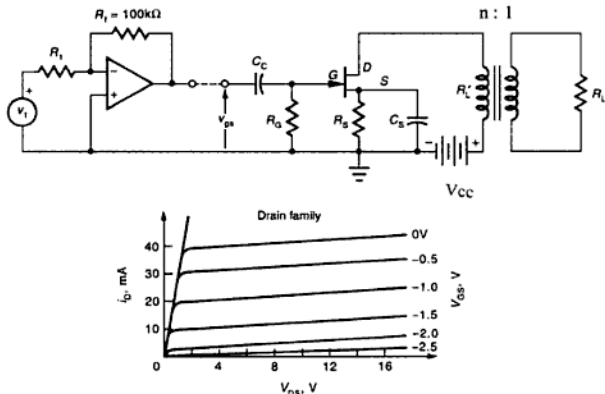 n : 1
R_f = 100kΩ
R_1
−
+
+
v_1
v_gs
C_C
R_G
G
D
S
R_S
C_S
R_L'
R_L
−
+
Vcc
Drain family
i_D, mA
40
30
20
10
0
0V
-0.5
-1.0
-1.5
-2.0
-2.5
V_GS, V
4
8
12
16
V_DS, V